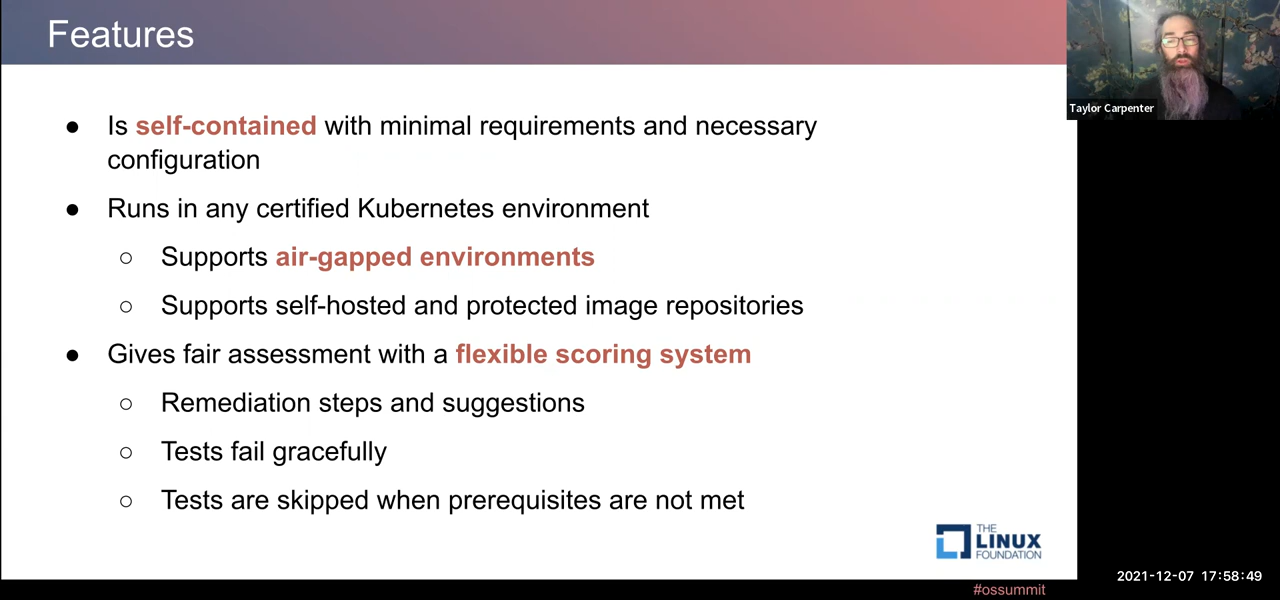 Features
Taylor Carpenter
● Is self-contained with minimal requirements and necessary
configuration
● Runs in any certified Kubernetes environment
○ Supports air-gapped environments
○ Supports self-hosted and protected image repositories
● Gives fair assessment with a flexible scoring system
○ Remediation steps and suggestions
○ Tests fail gracefully
○ Tests are skipped when prerequisites are not met
THE
LINUX
FOUNDATION
2021-12-07 17:58:49
#ossummit